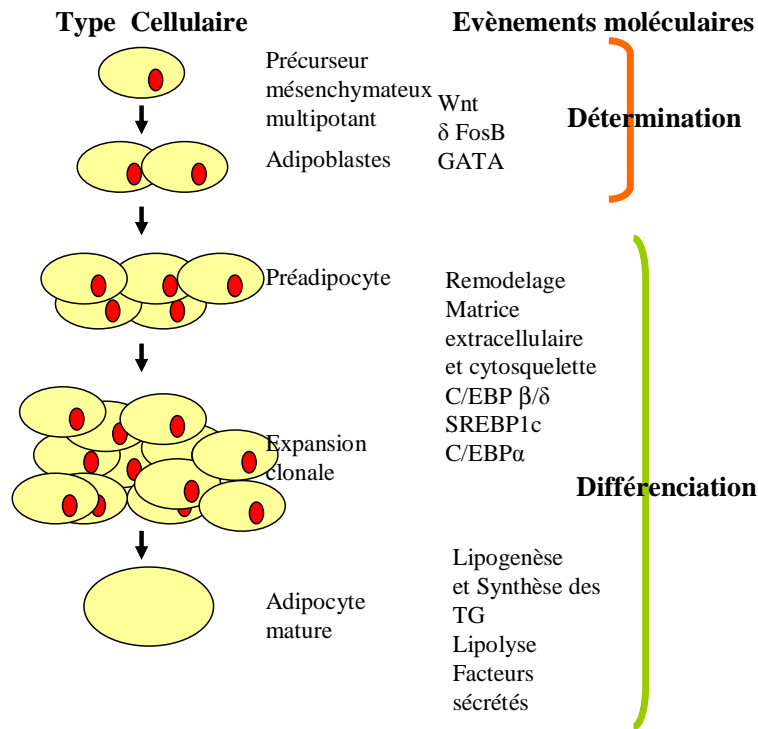 Type Cellulaire
Evènements moléculaires
Précurseur
mésenchymateux
multipotant
Adipoblastes
Wnt
δ FosB
GATA
Détermination
Préadipocyte
Remodelage
Matrice
extracellulaire
et cytosquelette
C/EBP β/δ
SREBP1c
C/EBPα
Expansion
clonale
Différenciation
Adipocyte
mature
Lipogenèse
et Synthèse des
TG
Lipolyse
Facteurs
sécrétés